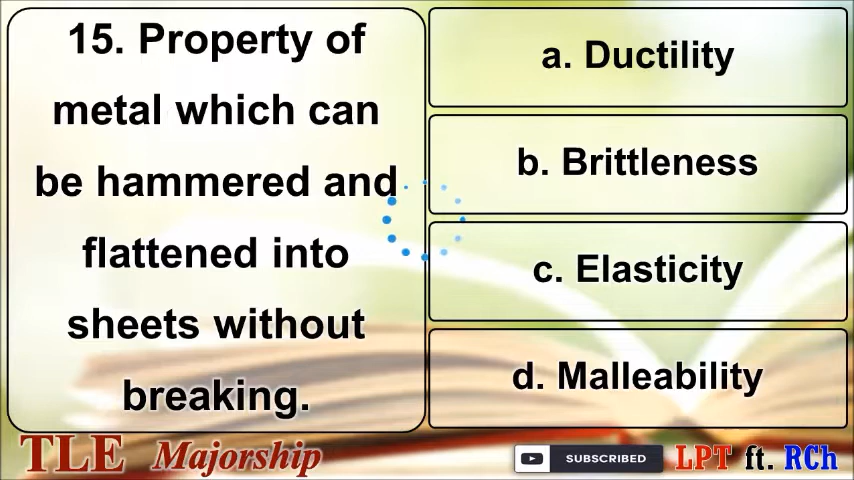 15. Property of
metal which can
be hammered and
flattened into
sheets without
breaking.
a. Ductility
b. Brittleness
c. Elasticity
d. Malleability
TLE Majorship
SUBSCRIBED
LPT ft. RCh